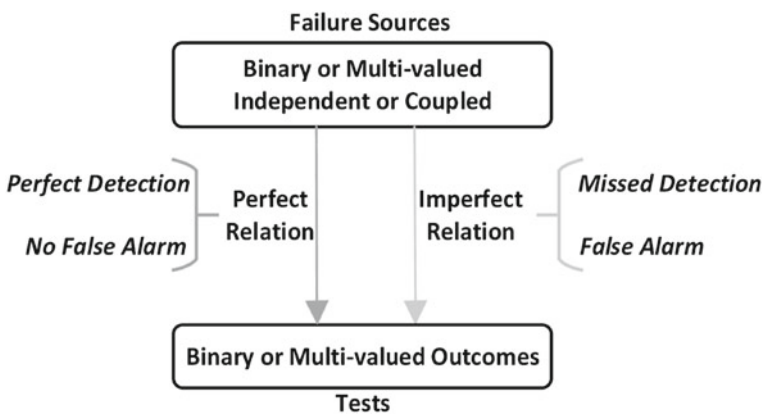 Failure Sources
Binary or Multi-valued
Independent or Coupled
Perfect Detection
No False Alarm
Perfect
Relation
Imperfect
Relation
Missed Detection
False Alarm
Binary or Multi-valued Outcomes
Tests